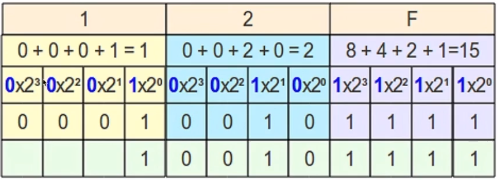 1 2 F
0 + 0 + 0 + 1 = 1 0 + 0 + 2 + 0 = 2 8 + 4 + 2 + 1=15
0x2³ 0x2² 0x2¹ 1x2⁰ 0x2³ 0x2² 1x2¹ 0x2⁰ 1x2³ 1x2² 1x2¹ 1x2⁰
0 0 0 1 0 0 1 0 1 1 1 1
1 0 0 1 0 1 1 1 1